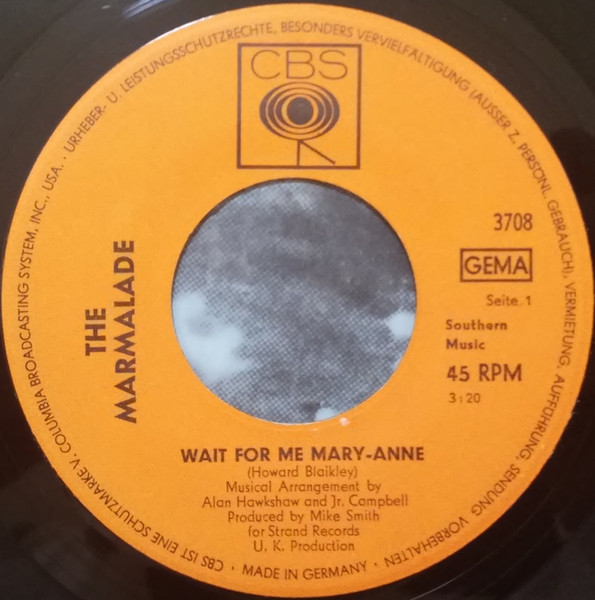 CBS
3708
GEMA
Seite 1
Southern
Music
45 RPM
3:20
THE
MARMALADE
WAIT FOR ME MARY-ANNE
(Howard Blaikley)
Musical Arrangement by
Alan Hawkshaw and Jr. Campbell
Produced by Mike Smith
for Strand Records
U. K. Production
CBS IST EINE SCHUTZMARKE V. COLUMBIA BROADCASTING SYSTEM, INC., USA. · URHEBER- U. LEISTUNGSSCHUTZRECHTE, BESONDERS VERVIELFÄLTIGUNG (AUSSER Z. PERSÖNL. GEBRAUCH), VERMIETUNG, AUFFÜHRUNG, SENDUNG VORBEHALTEN · MADE IN GERMANY ·